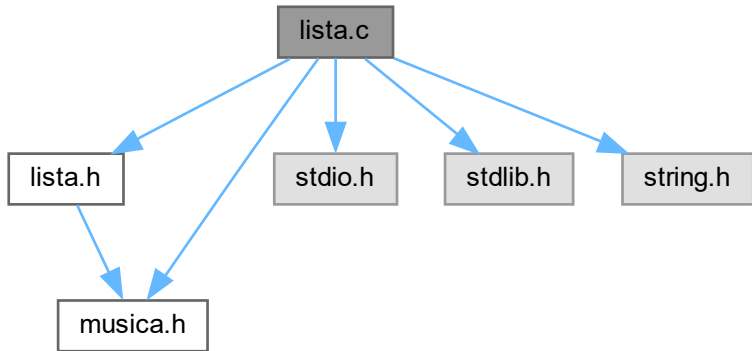 lista.c
lista.h
stdio.h
stdlib.h
string.h
musica.h